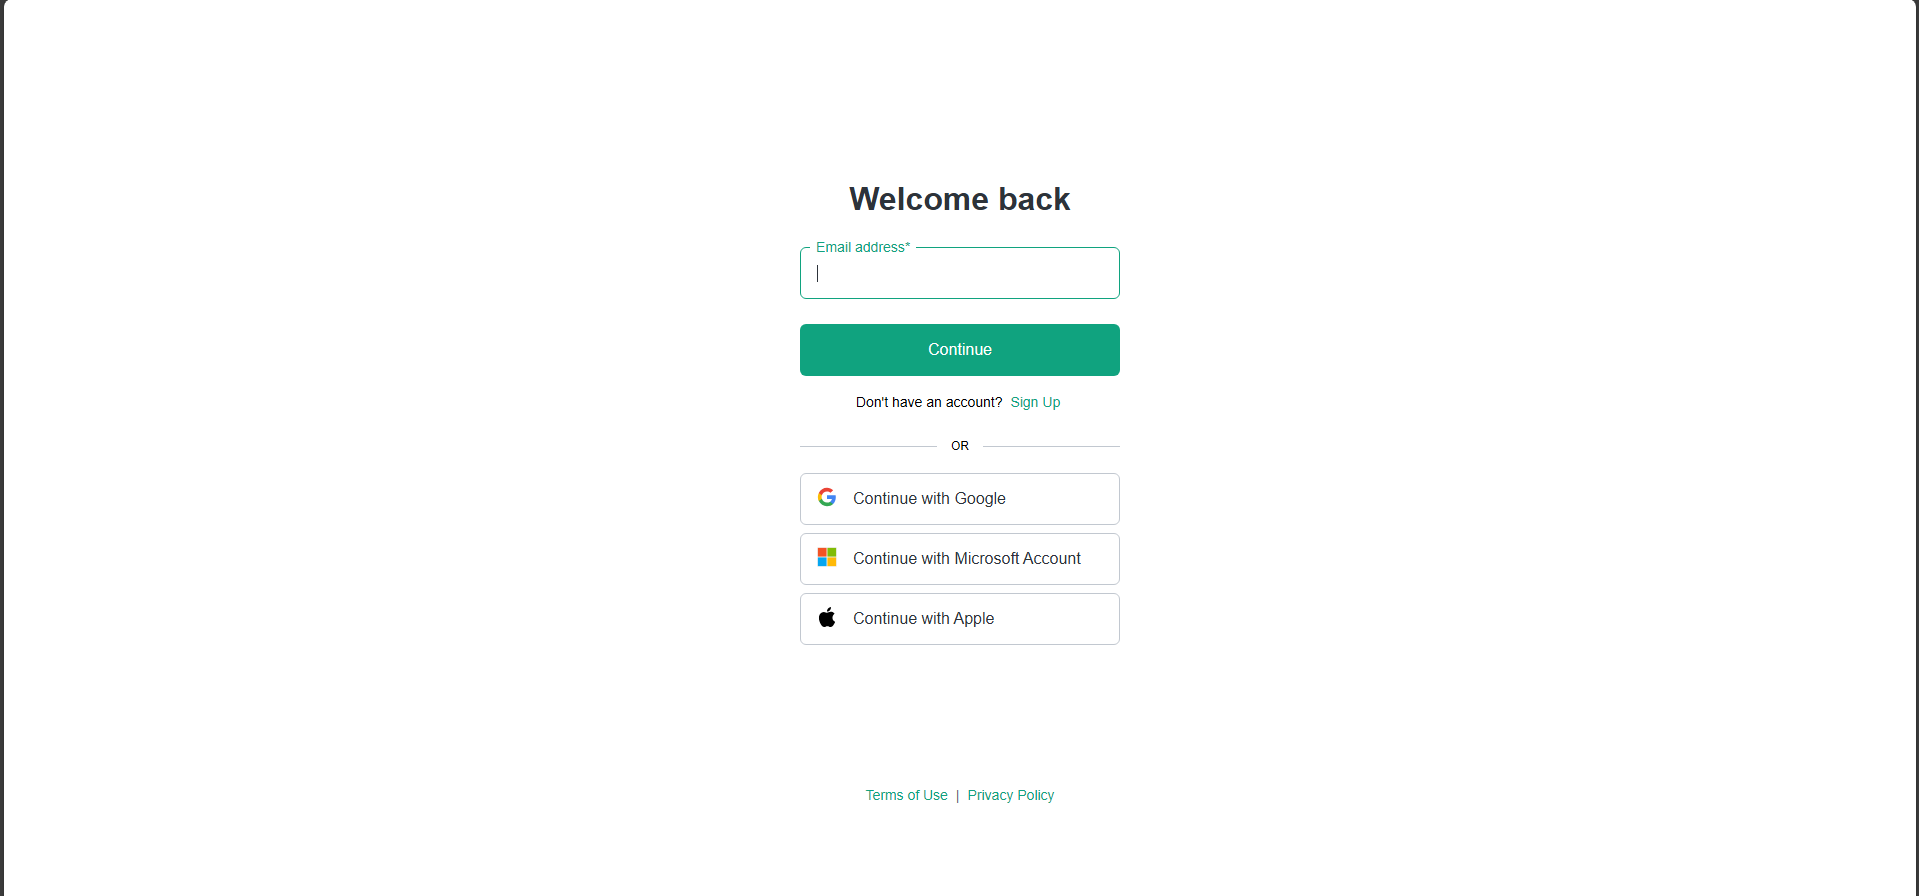 Welcome back
Email address*
Continue
Don't have an account? Sign Up
OR
Continue with Google
Continue with Microsoft Account
Continue with Apple
Terms of Use | Privacy Policy